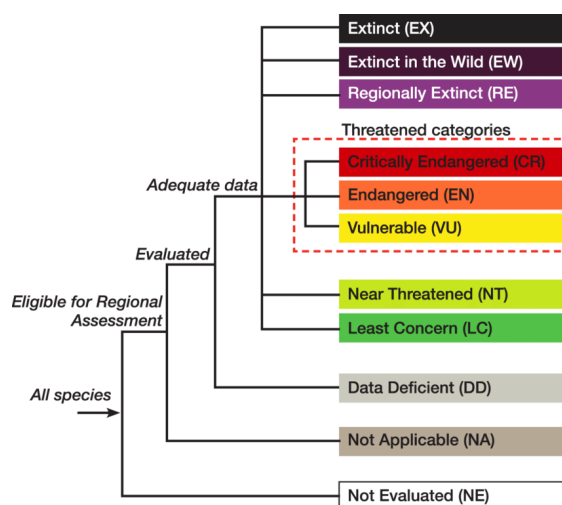 Extinct (EX)
Extinct in the Wild (EW)
Regionally Extinct (RE)
Threatened categories
Critically Endangered (CR)
Adequate data
Endangered (EN)
Vulnerable (VU)
Evaluated
Near Threatened (NT)
Eligible for Regional
Assessment
Least Concern (LC)
Data Deficient (DD)
All species
Not Applicable (NA)
Not Evaluated (NE)